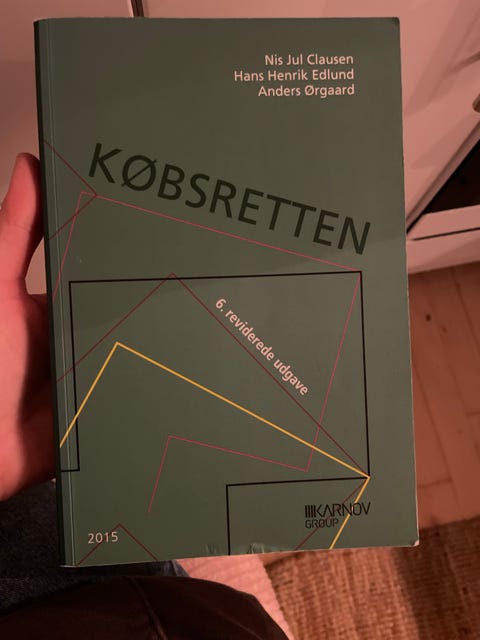 Nis Jul Clausen
Hans Henrik Edlund
Anders Ørgaard
KØBSRETTEN
6. reviderede udgave
KARNOV
GROUP
2015